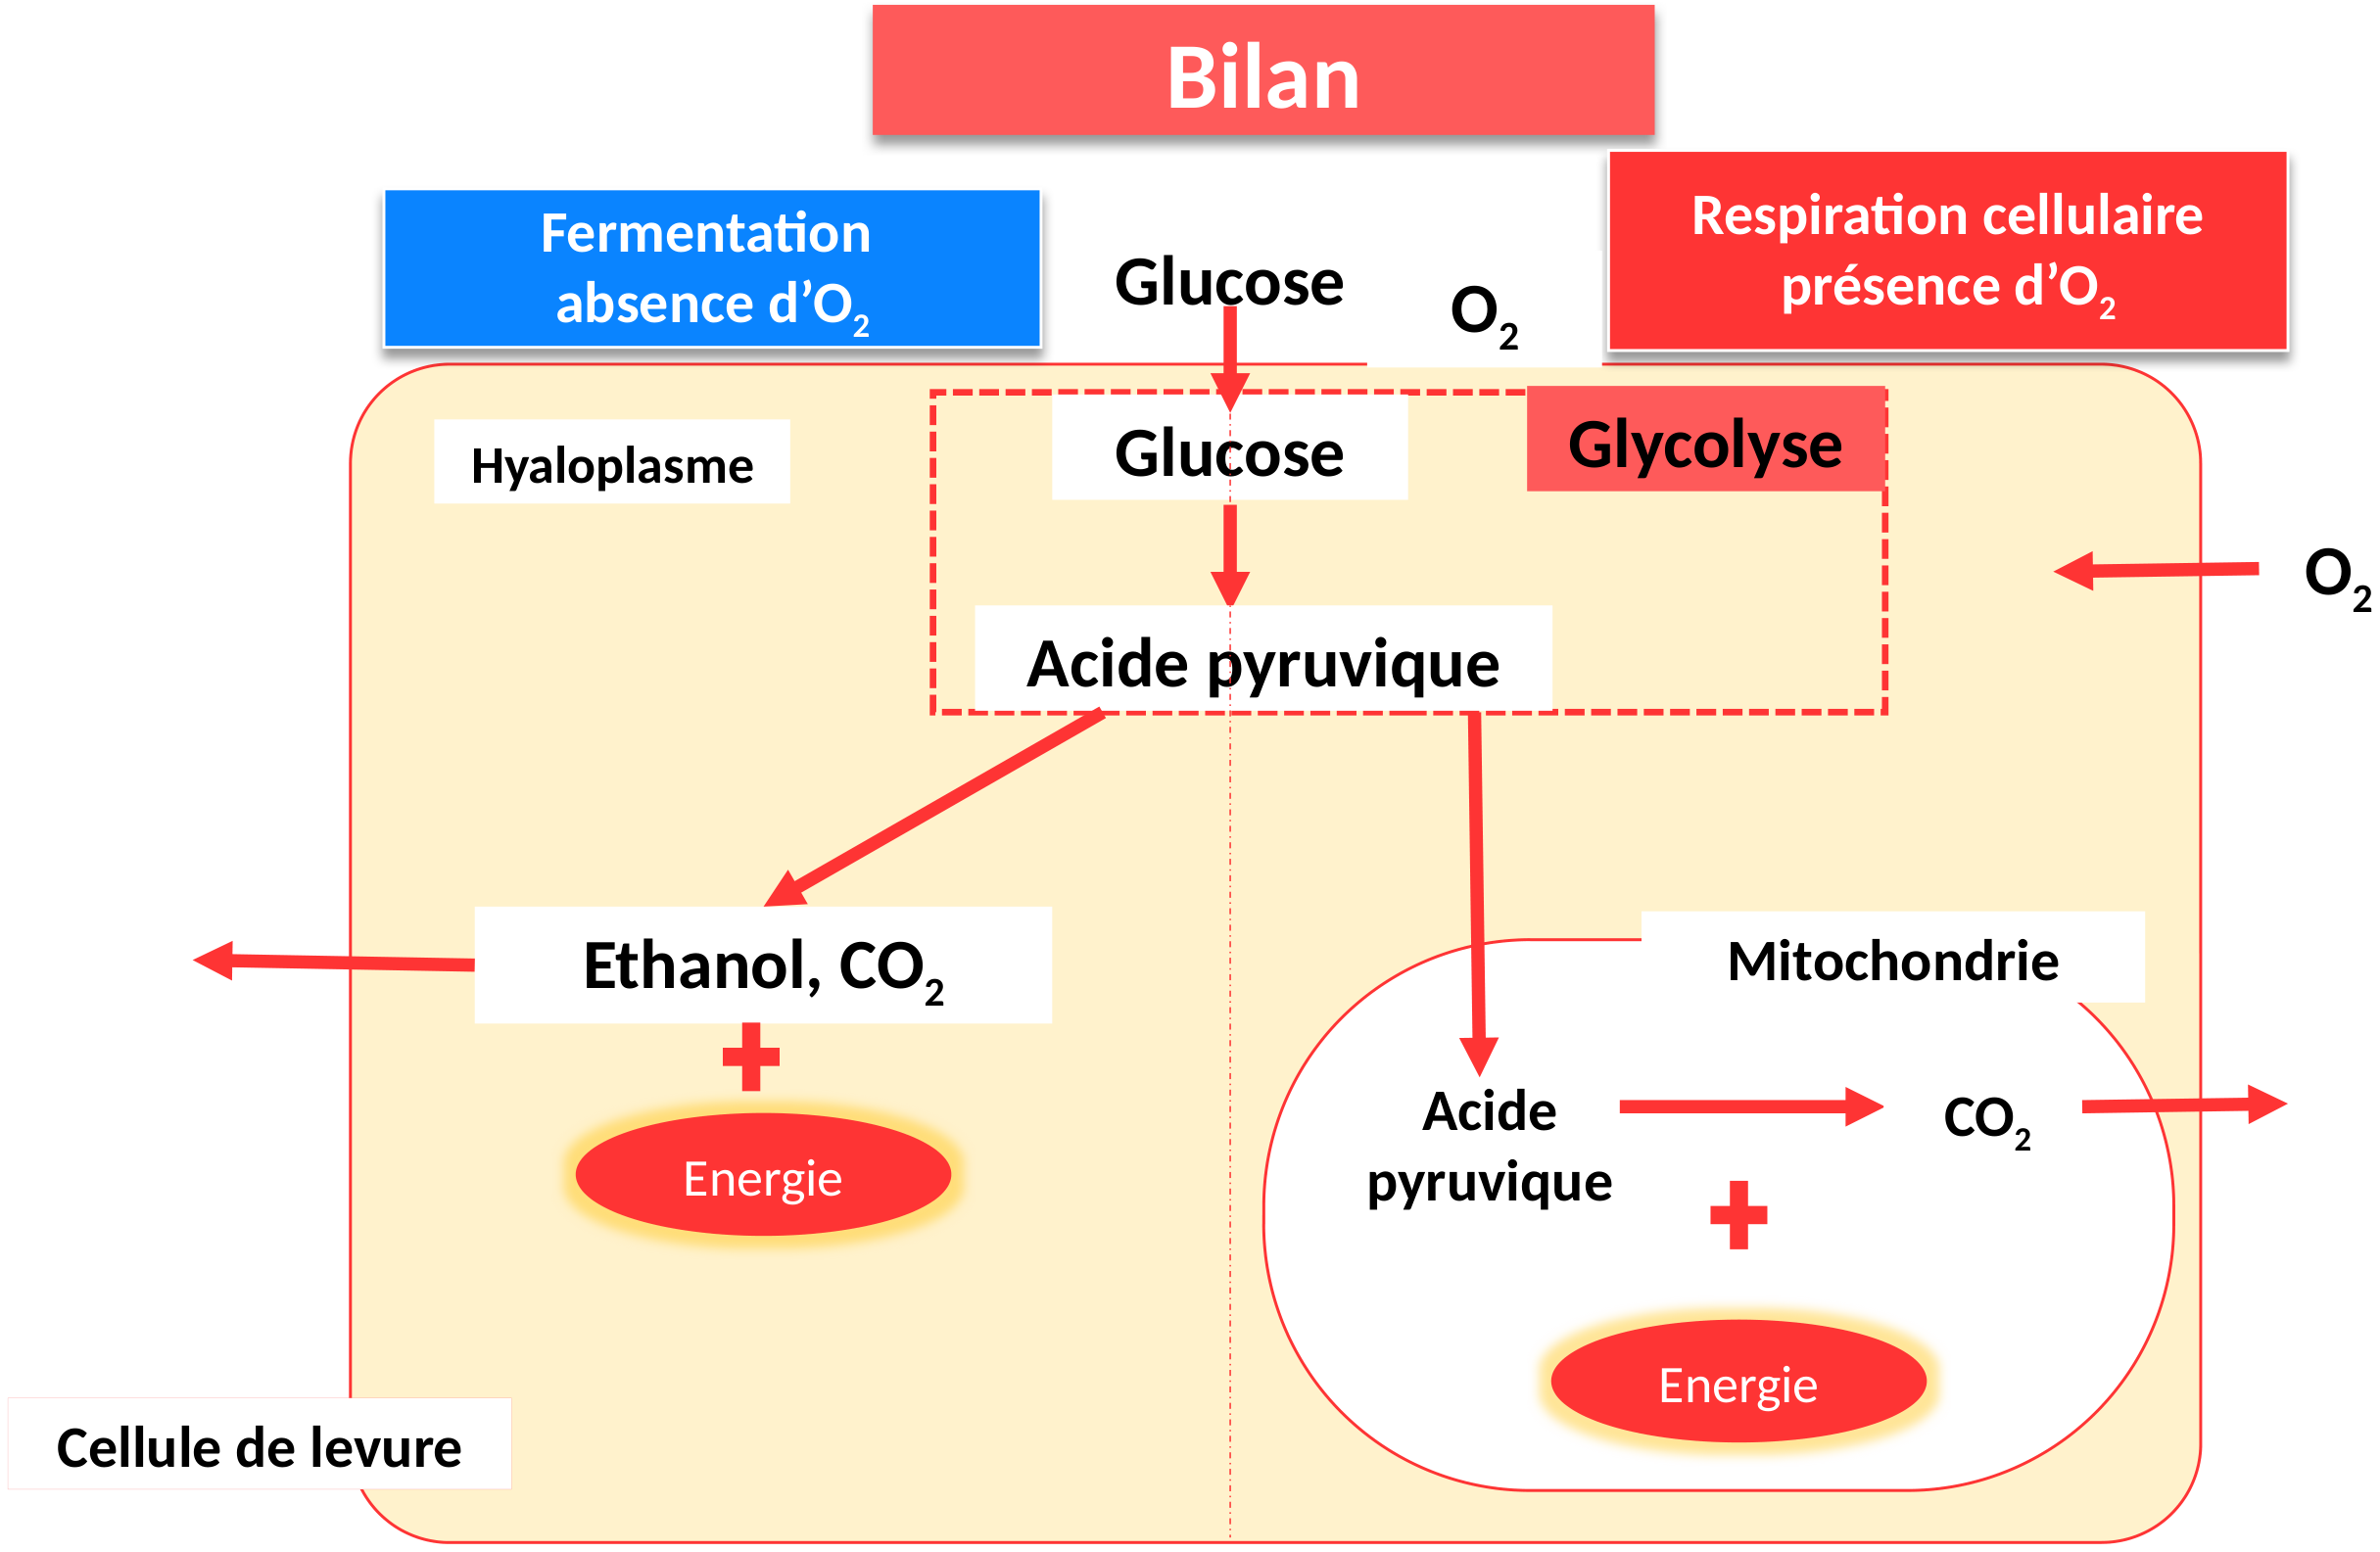 Bilan
Fermentation
absence d'O₂
Glucose
O₂
Respiration cellulaire
présence d'O₂
Hyaloplasme
Glucose
Glycolyse
O₂
Acide pyruvique
Ethanol, CO₂
Mitochondrie
Energie
Acide
pyruvique
CO₂
Energie
Cellule de levure